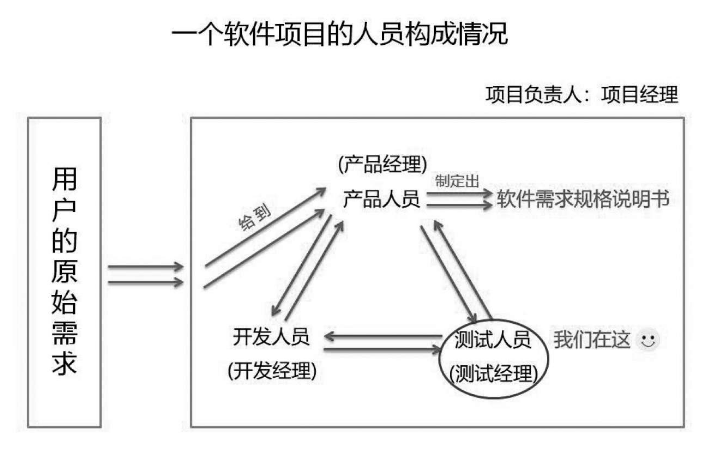 一个软件项目的人员构成情况
项目负责人：项目经理
用户的原始需求
给到
(产品经理)
产品人员
制定出
软件需求规格说明书
开发人员
(开发经理)
测试人员
(测试经理)
我们在这